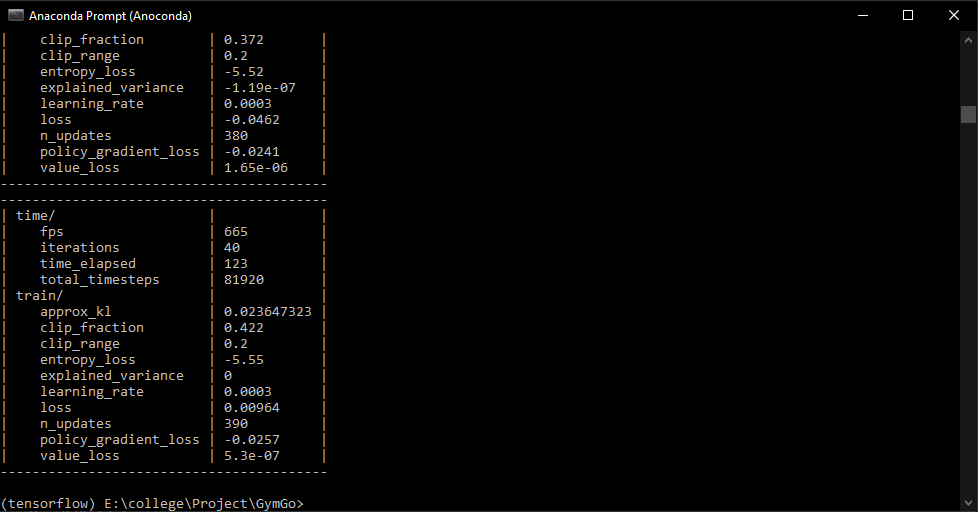 Anaconda Prompt (Anoconda)
|    clip_fraction        | 0.372       |
|    clip_range           | 0.2         |
|    entropy_loss         | -5.52       |
|    explained_variance   | -1.19e-07   |
|    learning_rate        | 0.0003      |
|    loss                 | -0.0462     |
|    n_updates            | 380         |
|    policy_gradient_loss | -0.0241     |
|    value_loss           | 1.65e-06    |
-----------------------------------------
-----------------------------------------
| time/                   |             |
|    fps                  | 665         |
|    iterations           | 40          |
|    time_elapsed         | 123         |
|    total_timesteps      | 81920       |
| train/                  |             |
|    approx_kl            | 0.023647323 |
|    clip_fraction        | 0.422       |
|    clip_range           | 0.2         |
|    entropy_loss         | -5.55       |
|    explained_variance   | 0           |
|    learning_rate        | 0.0003      |
|    loss                 | 0.00964     |
|    n_updates            | 390         |
|    policy_gradient_loss | -0.0257     |
|    value_loss           | 5.3e-07     |
-----------------------------------------
(tensorflow) E:\college\Project\GymGo>